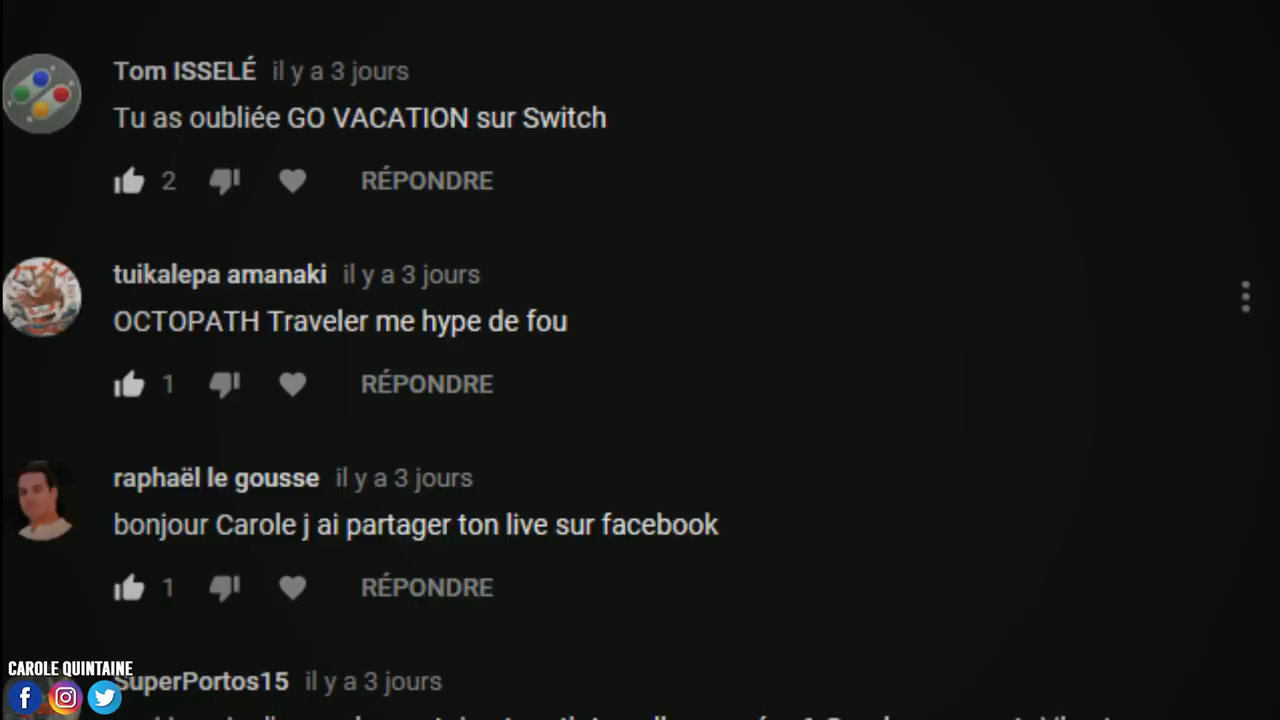 Tom ISSELÉ il y a 3 jours
Tu as oubliée GO VACATION sur Switch
2 RÉPONDRE
tuikalepa amanaki il y a 3 jours
OCTOPATH Traveler me hype de fou
1 RÉPONDRE
raphaël le gousse il y a 3 jours
bonjour Carole j ai partager ton live sur facebook
1 RÉPONDRE
CAROLE QUINTAINE
SuperPortos15 il y a 3 jours